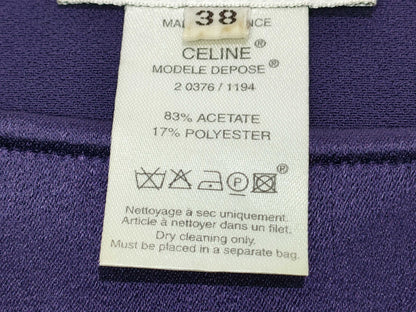 38
CELINE®
MODELE DEPOSE®
2 0376 / 1194
83% ACETATE
17% POLYESTER
P ®
Nettoyage à sec uniquement.
Article à nettoyer dans un filet.
Dry cleaning only.
Must be placed in a separate bag.